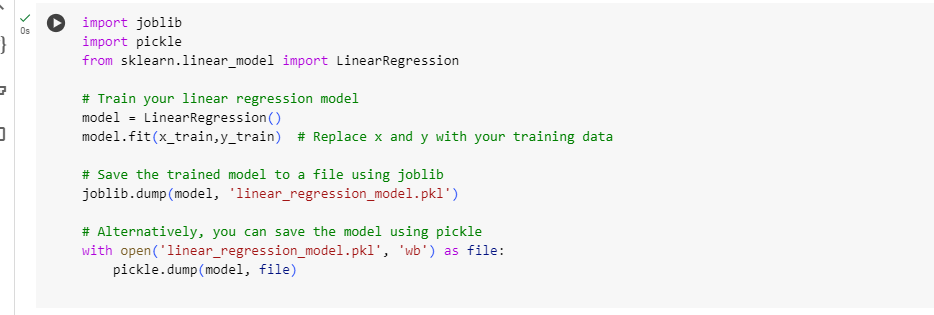 import joblib
0s
import pickle
from sklearn.linear_model import LinearRegression
# Train your linear regression model
model = LinearRegression()
model.fit(x_train,y_train)  # Replace x and y with your training data
# Save the trained model to a file using joblib
joblib.dump(model, 'linear_regression_model.pkl')
# Alternatively, you can save the model using pickle
with open('linear_regression_model.pkl', 'wb') as file:
    pickle.dump(model, file)